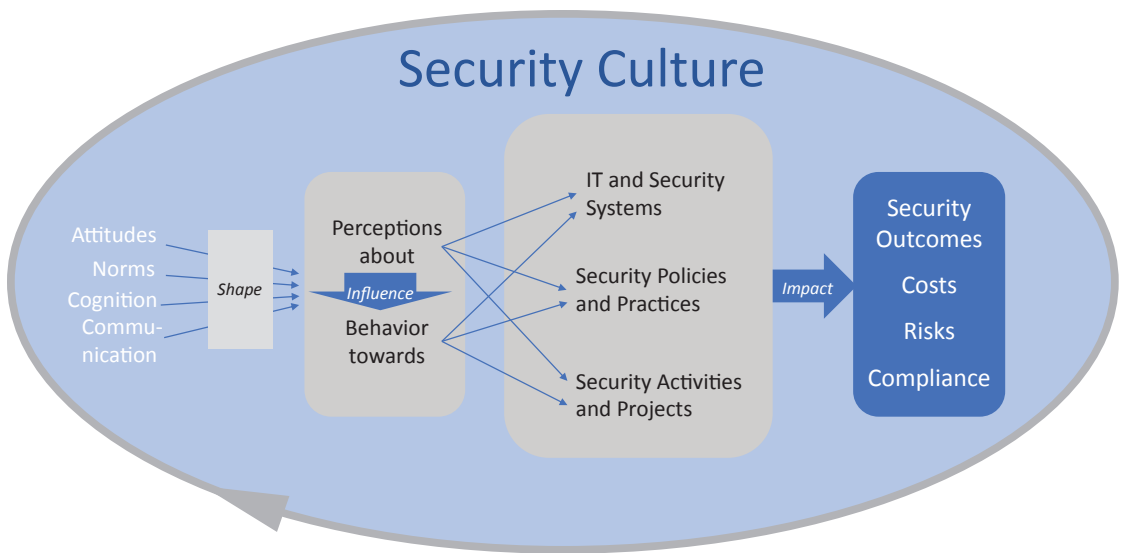 Security Culture
Attitudes
Norms
Cognition
Commu-
nication
Shape
Perceptions
about
Influence
Behavior
towards
IT and Security
Systems
Security Policies
and Practices
Security Activities
and Projects
Impact
Security
Outcomes
Costs
Risks
Compliance